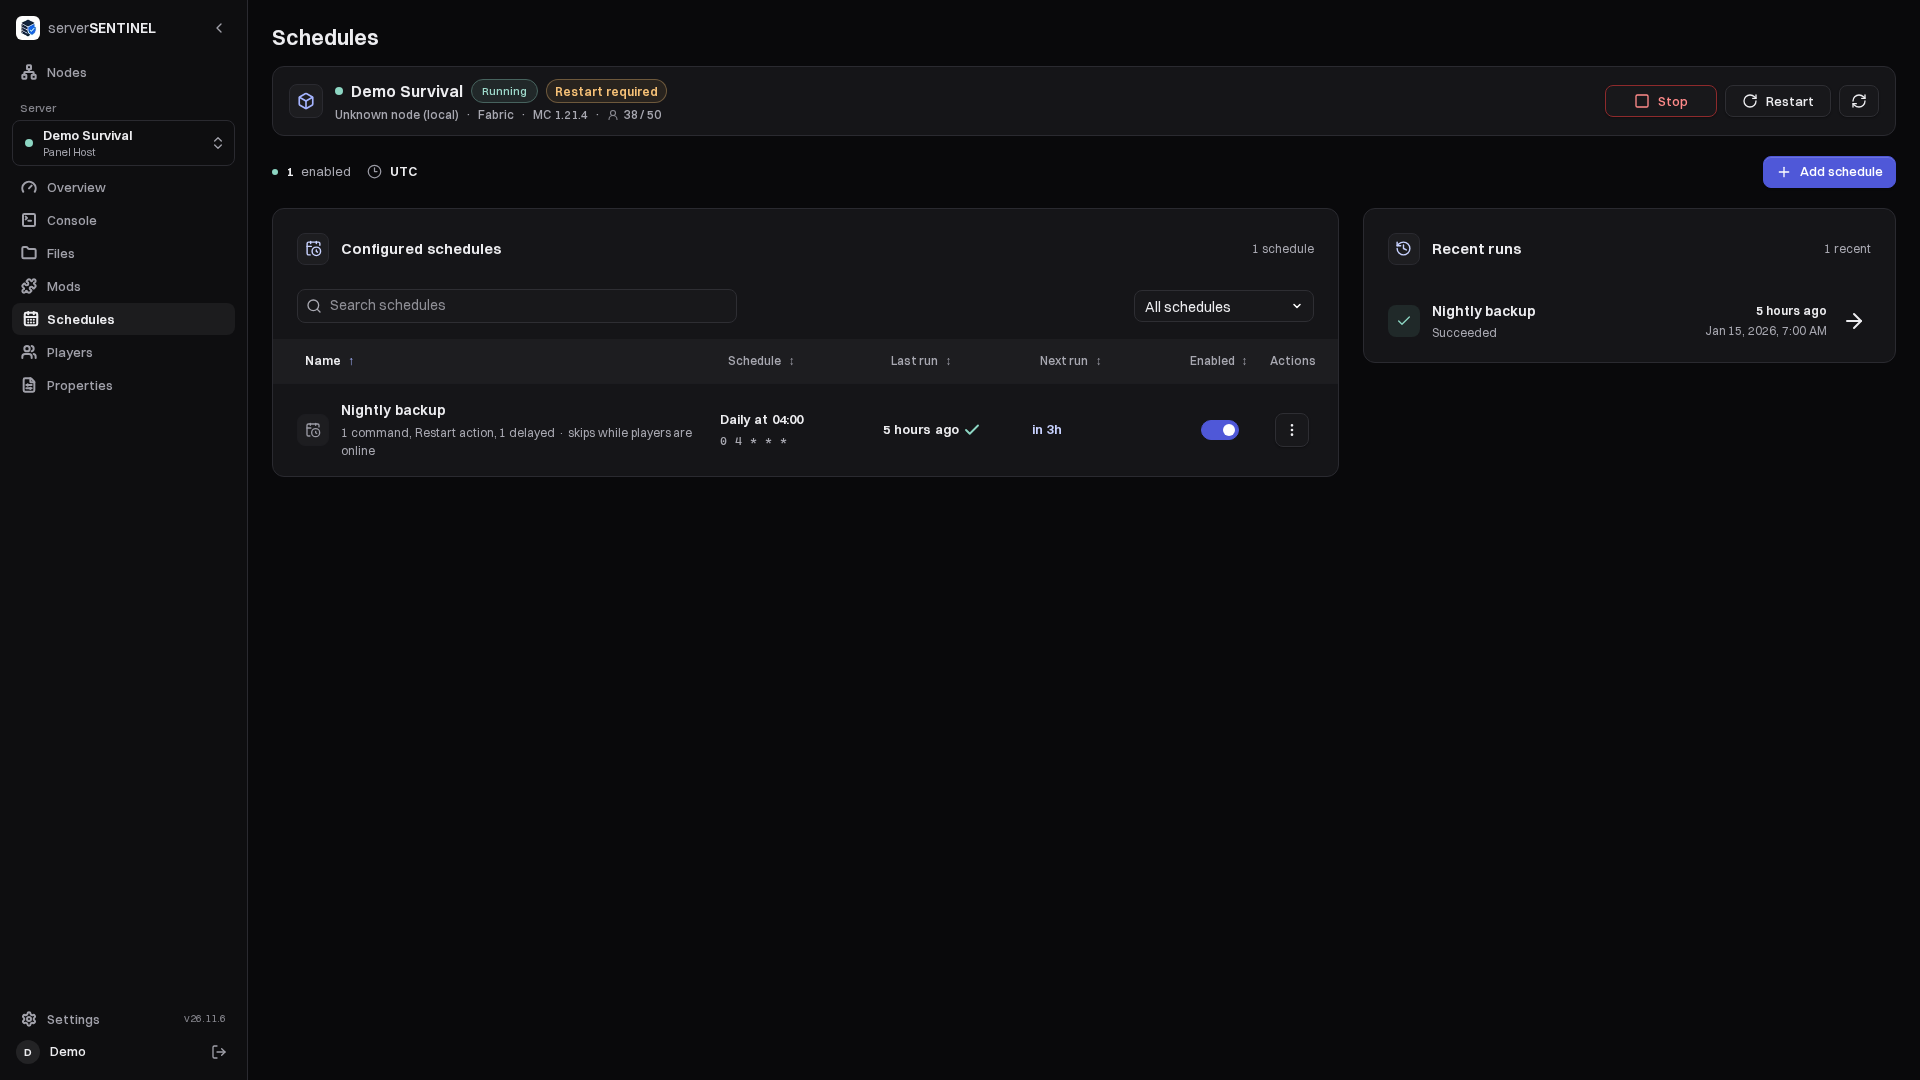 serverSENTINEL
Nodes
Server
Demo Survival
Panel Host
Overview
Console
Files
Mods
Schedules
Players
Properties
Settings
v26.11.6
D
Demo
Schedules
Demo Survival
Running
Restart required
Unknown node (local) · Fabric · MC 1.21.4 · 38 / 50
Stop
Restart
1 enabled
UTC
+ Add schedule
Configured schedules
1 schedule
Search schedules
All schedules
Name ↑
Schedule ↕
Last run ↕
Next run ↕
Enabled ↕
Actions
Nightly backup
1 command, Restart action, 1 delayed · skips while players are
online
Daily at 04:00
0 4 * * *
5 hours ago
in 3h
Recent runs
1 recent
Nightly backup
Succeeded
5 hours ago
Jan 15, 2026, 7:00 AM